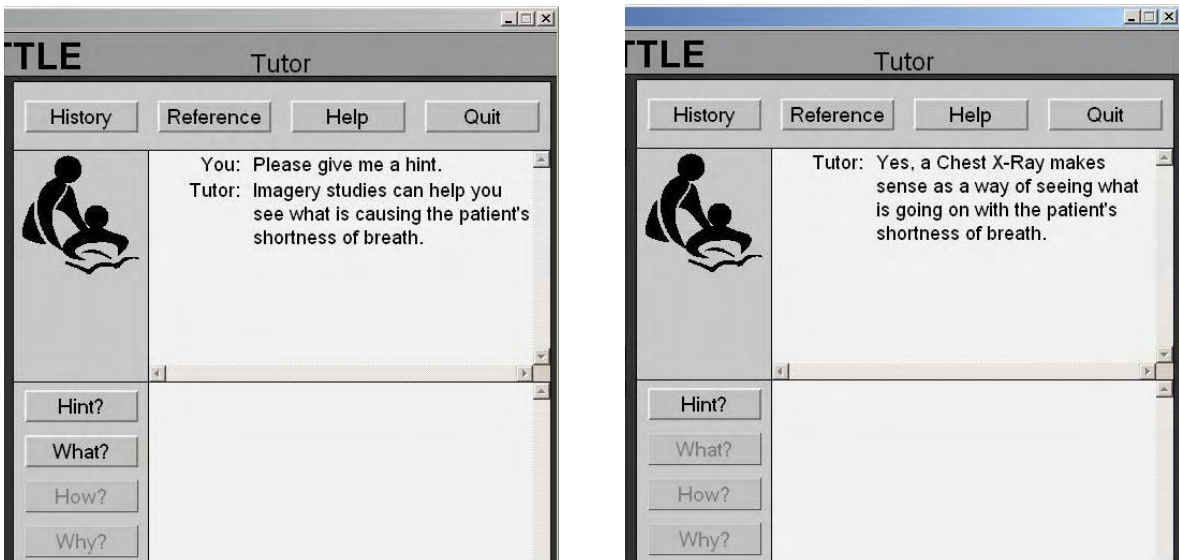 TTLE
Tutor
History Reference Help Quit
You: Please give me a hint.
Tutor: Imagery studies can help you
see what is causing the patient's
shortness of breath.
Hint?
What?
How?
Why?
TTLE
Tutor
History Reference Help Quit
Tutor: Yes, a Chest X-Ray makes
sense as a way of seeing what
is going on with the patient's
shortness of breath.
Hint?
What?
How?
Why?